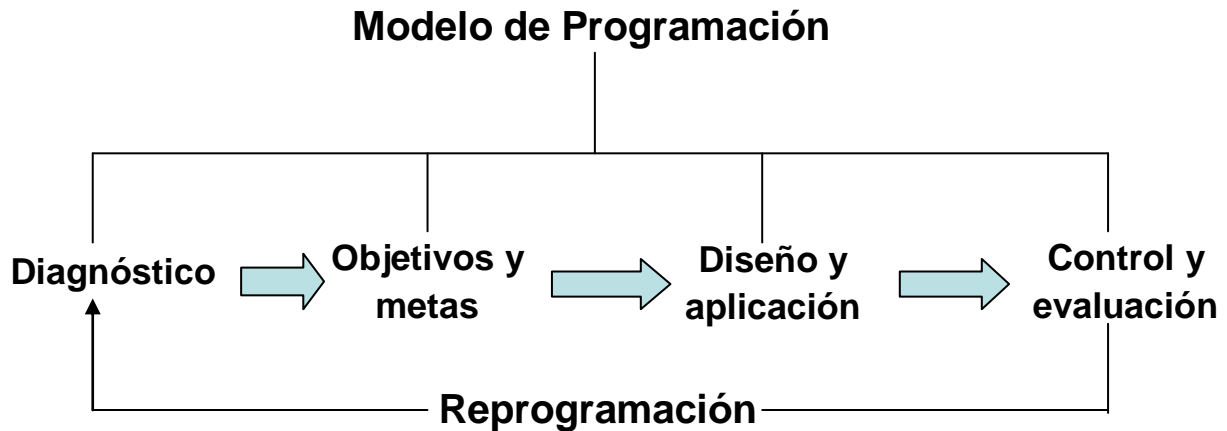 Modelo de Programación
Diagnóstico
Objetivos y
metas
Diseño y
aplicación
Control y
evaluación
Reprogramación